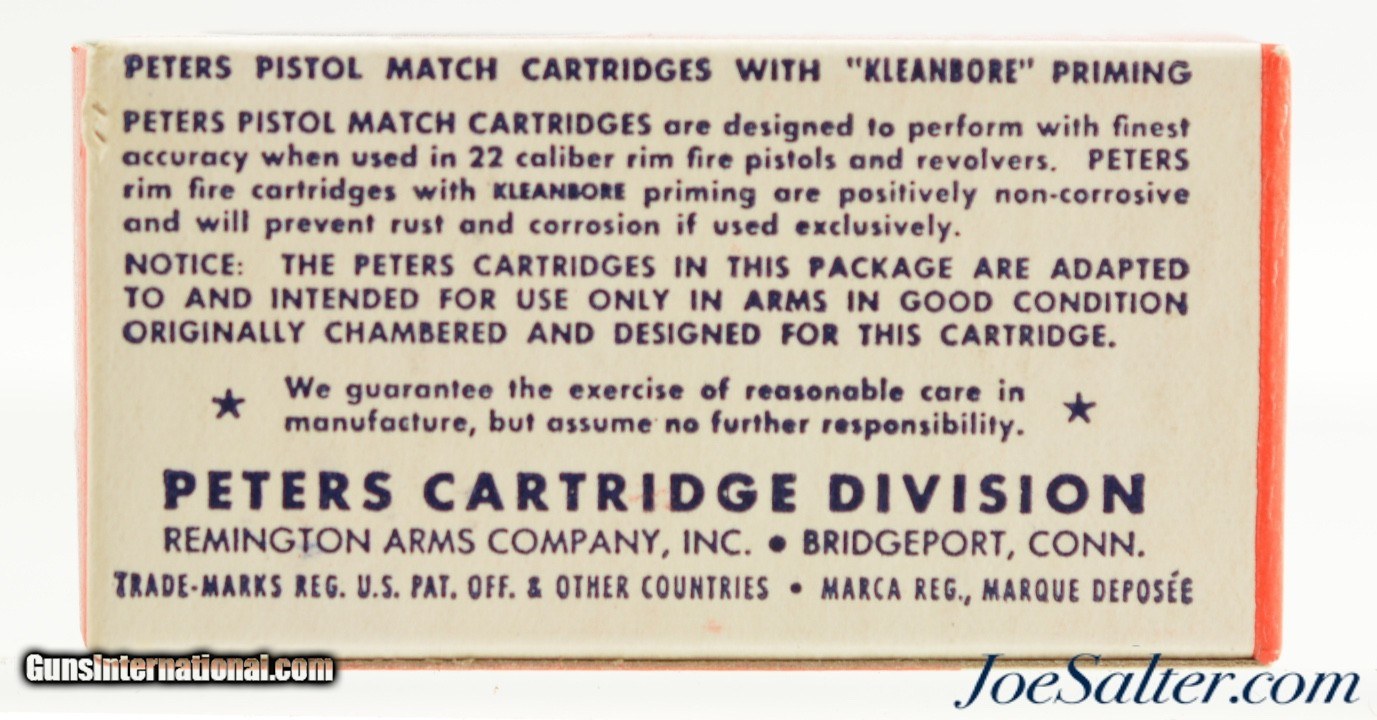 PETERS PISTOL MATCH CARTRIDGES WITH "KLEANBORE" PRIMING
PETERS PISTOL MATCH CARTRIDGES are designed to perform with finest
accuracy when used in 22 caliber rim fire pistols and revolvers. PETERS
rim fire cartridges with KLEANBORE priming are positively non-corrosive
and will prevent rust and corrosion if used exclusively.
NOTICE: THE PETERS CARTRIDGES IN THIS PACKAGE ARE ADAPTED
TO AND INTENDED FOR USE ONLY IN ARMS IN GOOD CONDITION
ORIGINALLY CHAMBERED AND DESIGNED FOR THIS CARTRIDGE.
We guarantee the exercise of reasonable care in
manufacture, but assume no further responsibility.
PETERS CARTRIDGE DIVISION
REMINGTON ARMS COMPANY, INC. • BRIDGEPORT, CONN.
TRADE-MARKS REG. U.S. PAT. OFF. & OTHER COUNTRIES • MARCA REG., MARQUE DEPOSÉE
GunsInternational.com
JoeSalter.com